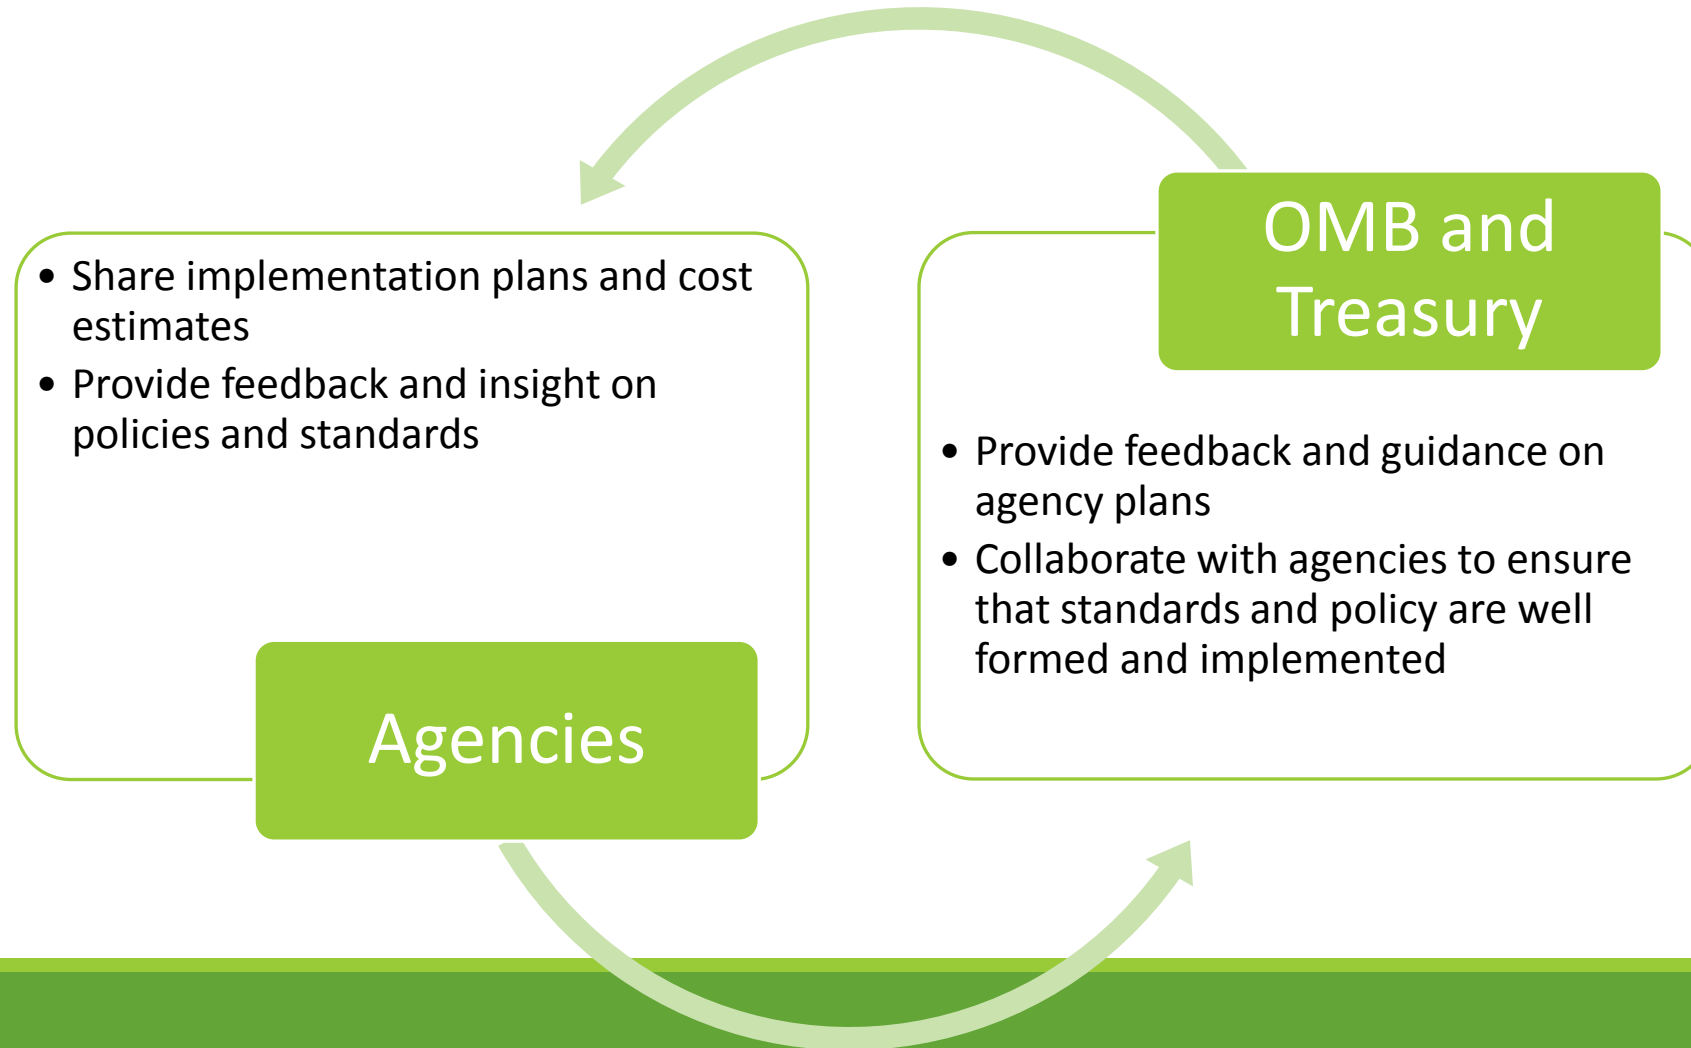 • Share implementation plans and cost
estimates
• Provide feedback and insight on
policies and standards
Agencies
OMB and
Treasury
• Provide feedback and guidance on
agency plans
• Collaborate with agencies to ensure
that standards and policy are well
formed and implemented